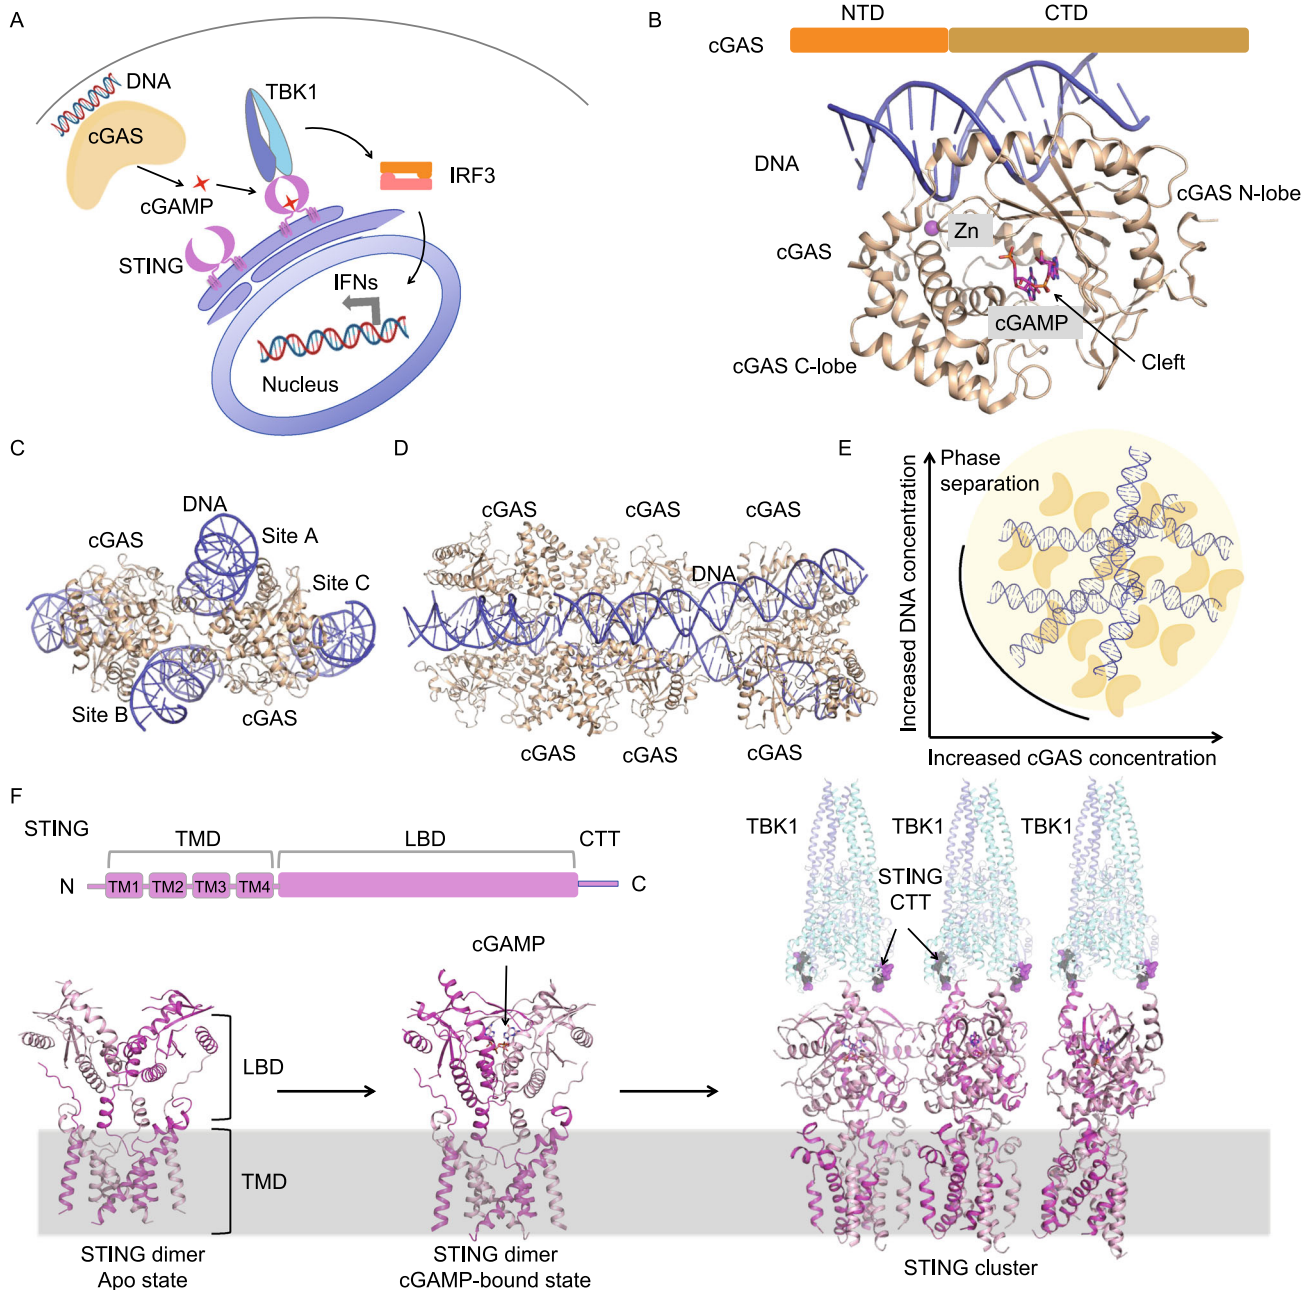 A
DNA
cGAS
cGAMP
STING
TBK1
IRF3
IFNs
Nucleus
B
NTD
CTD
cGAS
DNA
cGAS N-lobe
cGAS
Zn
cGAMP
cGAS C-lobe
Cleft
C
DNA
cGAS
Site A
Site C
Site B
cGAS
D
cGAS
cGAS
cGAS
DNA
cGAS
cGAS
cGAS
E
Phase
separation
Increased DNA concentration
Increased cGAS concentration
F
STING
TMD
LBD
CTT
N
TM1
TM2
TM3
TM4
C
cGAMP
LBD
TMD
STING dimer
Apo state
STING dimer
cGAMP-bound state
TBK1
TBK1
TBK1
STING
CTT
STING cluster